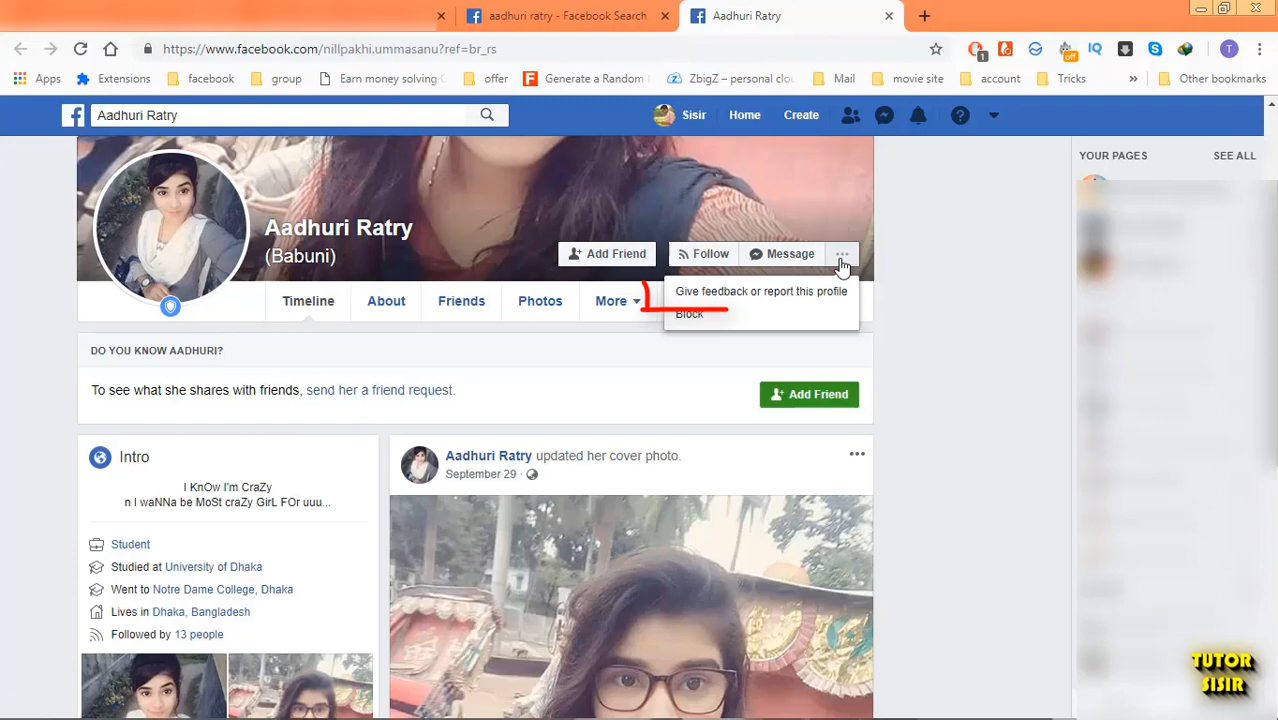 aadhuri ratry - Facebook Search
Aadhuri Ratry
https://www.facebook.com/nillpakhi.ummasanu?ref=br_rs
1
off
IQ
T
Apps
Extensions
facebook
group
Earn money solving
offer
Generate a Random
ZbigZ – personal clou
Mail
movie site
account
Tricks
»
Other bookmarks
Aadhuri Ratry
Sisir
Home
Create
YOUR PAGES
SEE ALL
Aadhuri Ratry
(Babuni)
Add Friend
Follow
Message
Timeline
About
Friends
Photos
More
Give feedback or report this profile
Block
DO YOU KNOW AADHURI?
To see what she shares with friends, send her a friend request.
Add Friend
Intro
I KnOw I'm CraZy
n I waNNa be MoSt craZy GirL FOr uuu...
Student
Studied at University of Dhaka
Went to Notre Dame College, Dhaka
Lives in Dhaka, Bangladesh
Followed by 13 people
Aadhuri Ratry updated her cover photo.
September 29 ·
TUTOR
SISIR